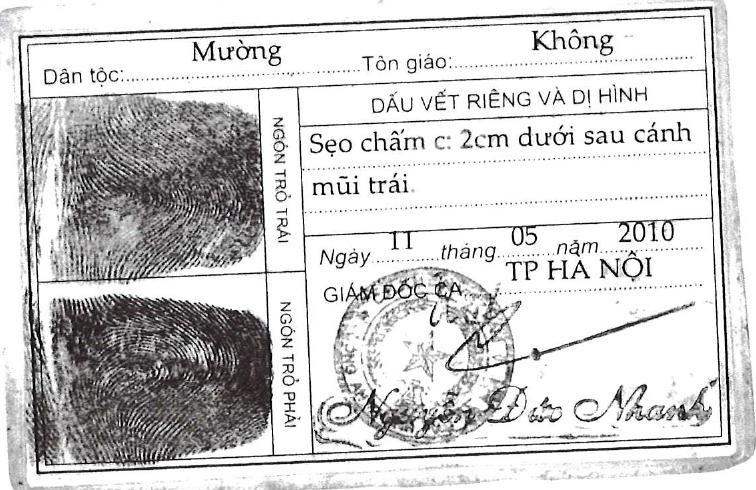 Dân tộc: Mường Tôn giáo: Không
NGÓN TRỎ TRÁI
NGÓN TRỎ PHẢI
DẤU VẾT RIÊNG VÀ DỊ HÌNH
Sẹo chấm c: 2cm dưới sau cánh
mũi trái.
Ngày 11 tháng 05 năm 2010
GIÁM ĐỐC CA TP HÀ NỘI
Nguyễn Đức Nhanh